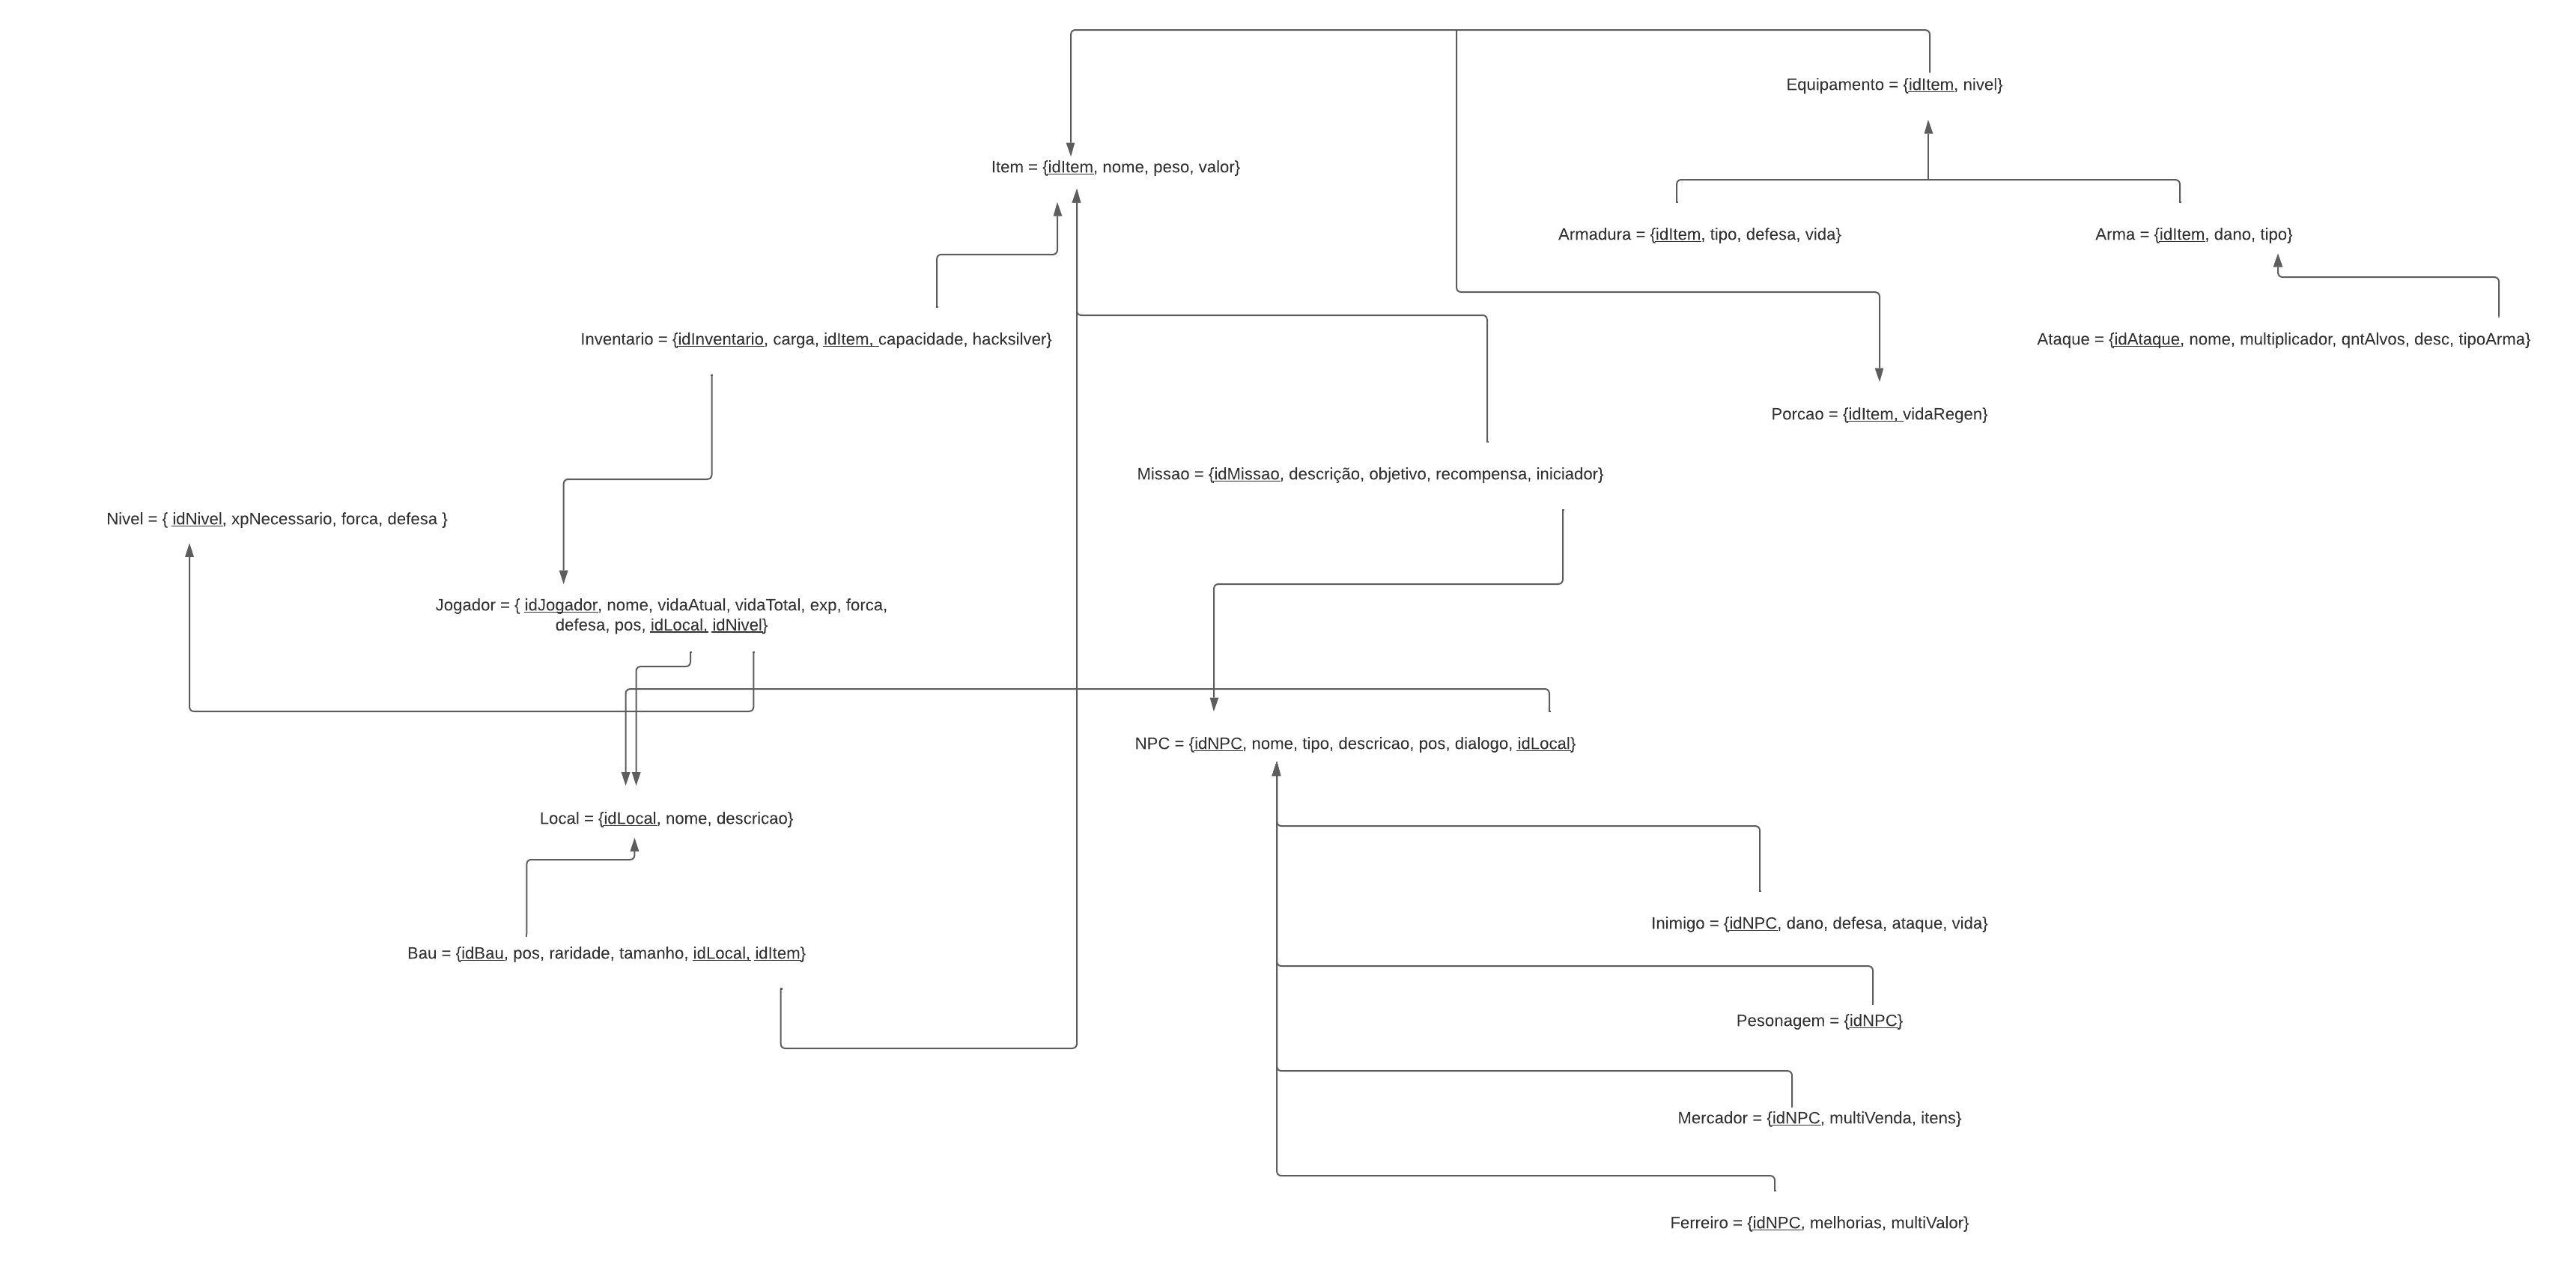 Equipamento = {idItem, nivel}
Item = {idItem, nome, peso, valor}
Armadura = {idItem, tipo, defesa, vida}
Arma = {idItem, dano, tipo}
Inventario = {idInventario, carga, idItem, capacidade, hacksilver}
Ataque = {idAtaque, nome, multiplicador, qntAlvos, desc, tipoArma}
Porcao = {idItem, vidaRegen}
Missao = {idMissao, descrição, objetivo, recompensa, iniciador}
Nivel = { idNivel, xpNecessario, forca, defesa }
Jogador = { idJogador, nome, vidaAtual, vidaTotal, exp, forca,
defesa, pos, idLocal, idNivel}
NPC = {idNPC, nome, tipo, descricao, pos, dialogo, idLocal}
Local = {idLocal, nome, descricao}
Inimigo = {idNPC, dano, defesa, ataque, vida}
Bau = {idBau, pos, raridade, tamanho, idLocal, idItem}
Pesonagem = {idNPC}
Mercador = {idNPC, multiVenda, itens}
Ferreiro = {idNPC, melhorias, multiValor}